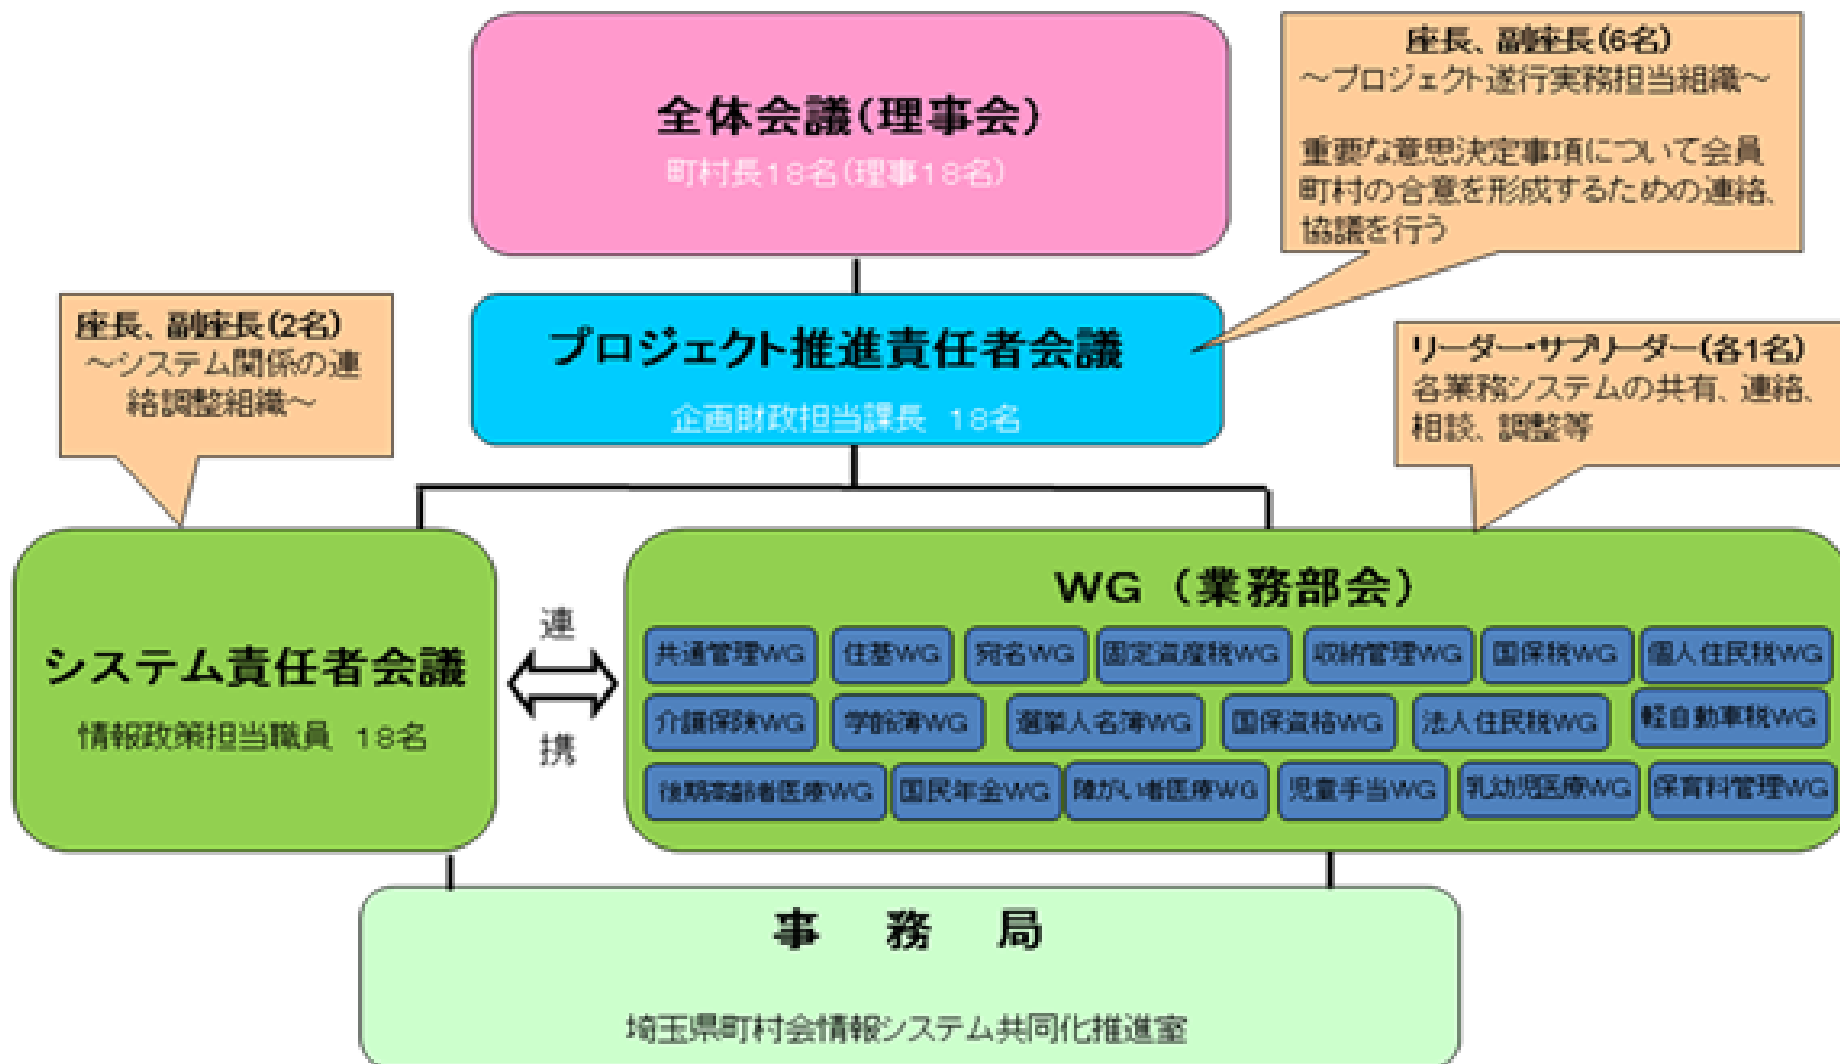 全体会議(理事会)
町村長18名(理事18名)
座長、副座長(6名)
～プロジェクト遂行実務担当組織～
重要な意思決定事項について会員
町村の合意を形成するための連絡、
協議を行う
プロジェクト推進責任者会議
企画財政担当課長 18名
座長、副座長(2名)
～システム関係の連
絡調整組織～
リーダー・サブリーダー(各1名)
各業務システムの共有、連絡、
相談、調整等
システム責任者会議
情報政策担当職員 18名
連
携
WG (業務部会)
共通管理WG 住基WG 宛名WG 固定資産税WG 収納管理WG 国保税WG 個人住民税WG
介護保険WG 学齢簿WG 選挙人名簿WG 国保資格WG 法人住民税WG 軽自動車税WG
後期高齢者医療WG 国民年金WG 障がい者医療WG 児童手当WG 乳幼児医療WG 保育料管理WG
事 務 局
埼玉県町村会情報システム共同化推進室